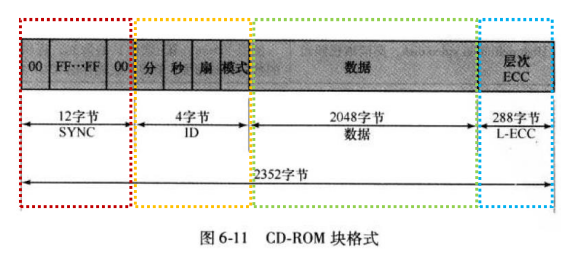 00 FF…FF 00 分 秒 扇 模式 数据 层次
ECC
12字节 4字节 2048字节 288字节
SYNC ID 数据 L-ECC
2352字节
图 6-11 CD-ROM 块格式